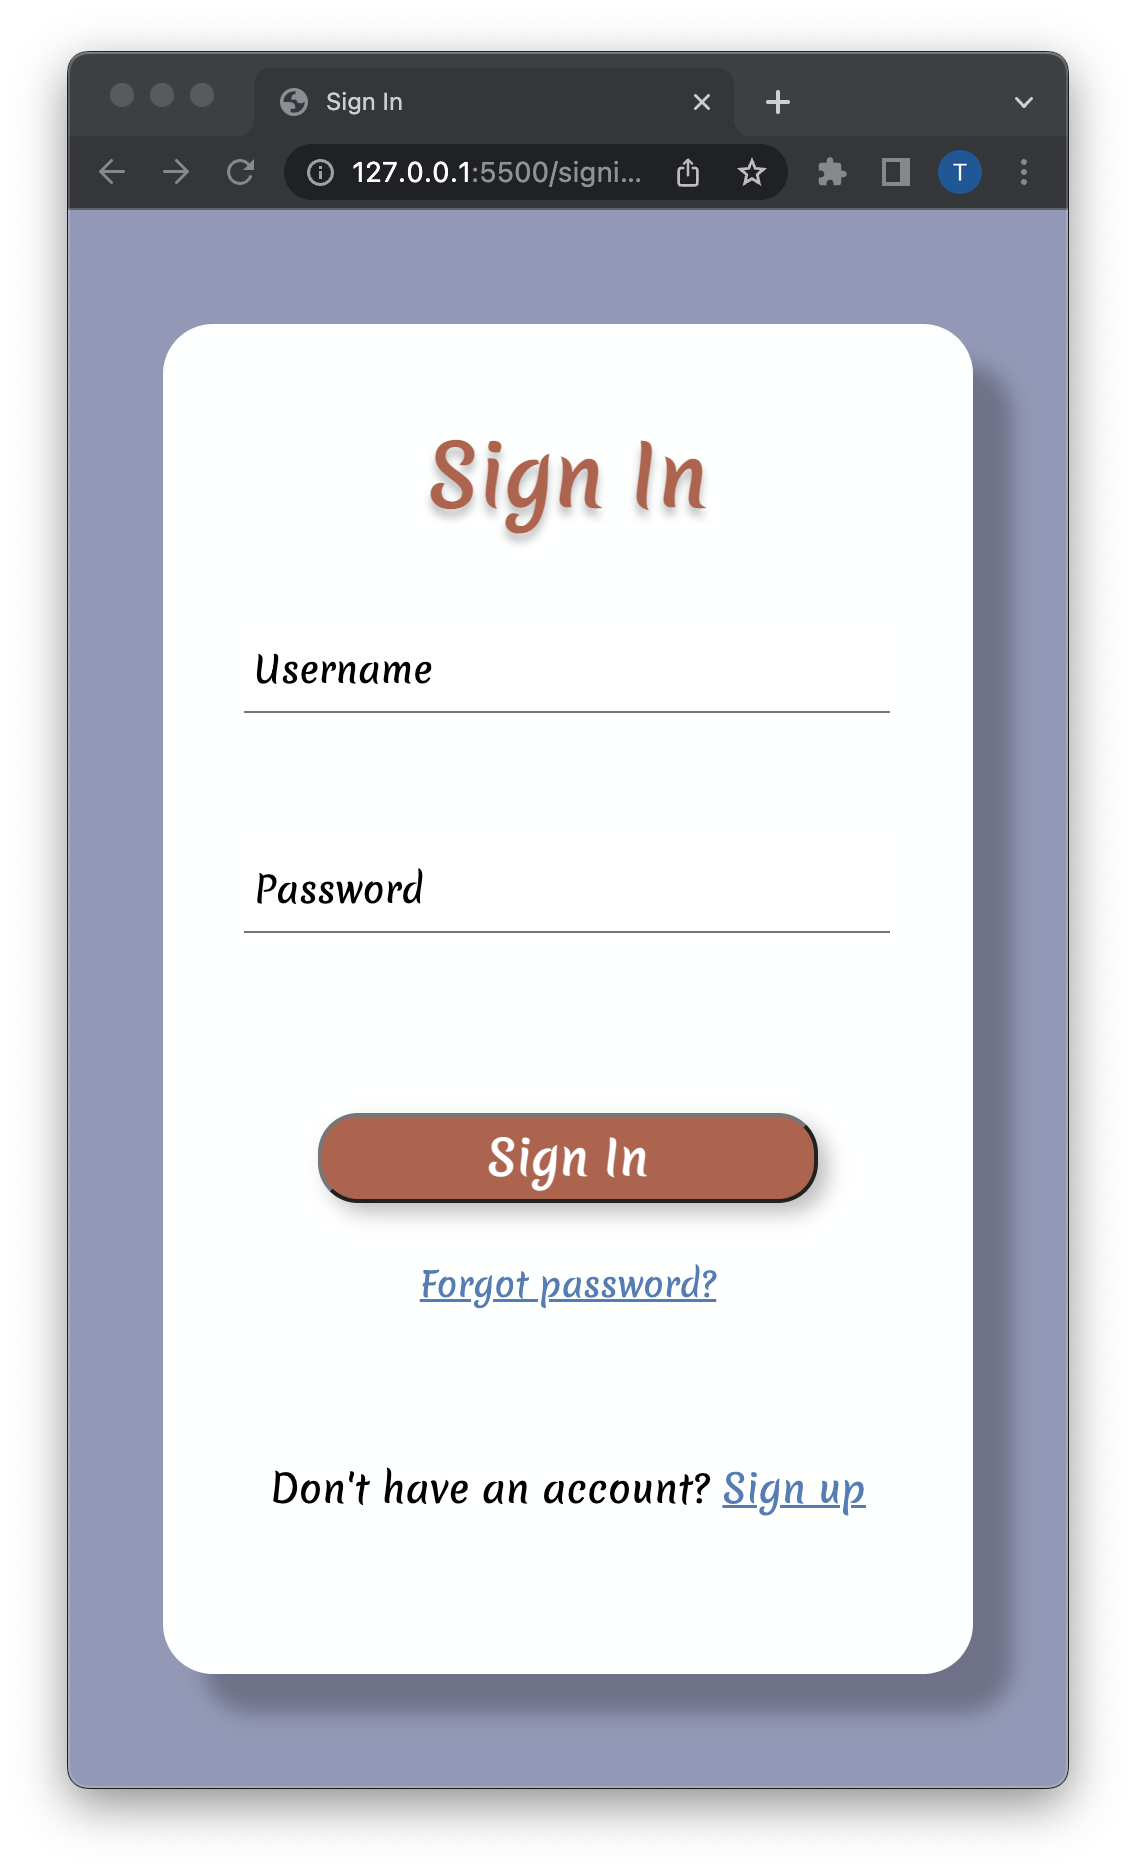 Sign In
127.0.0.1:5500/signi...
T
Sign In
Username
Password
Sign In
Forgot password?
Don't have an account? Sign up